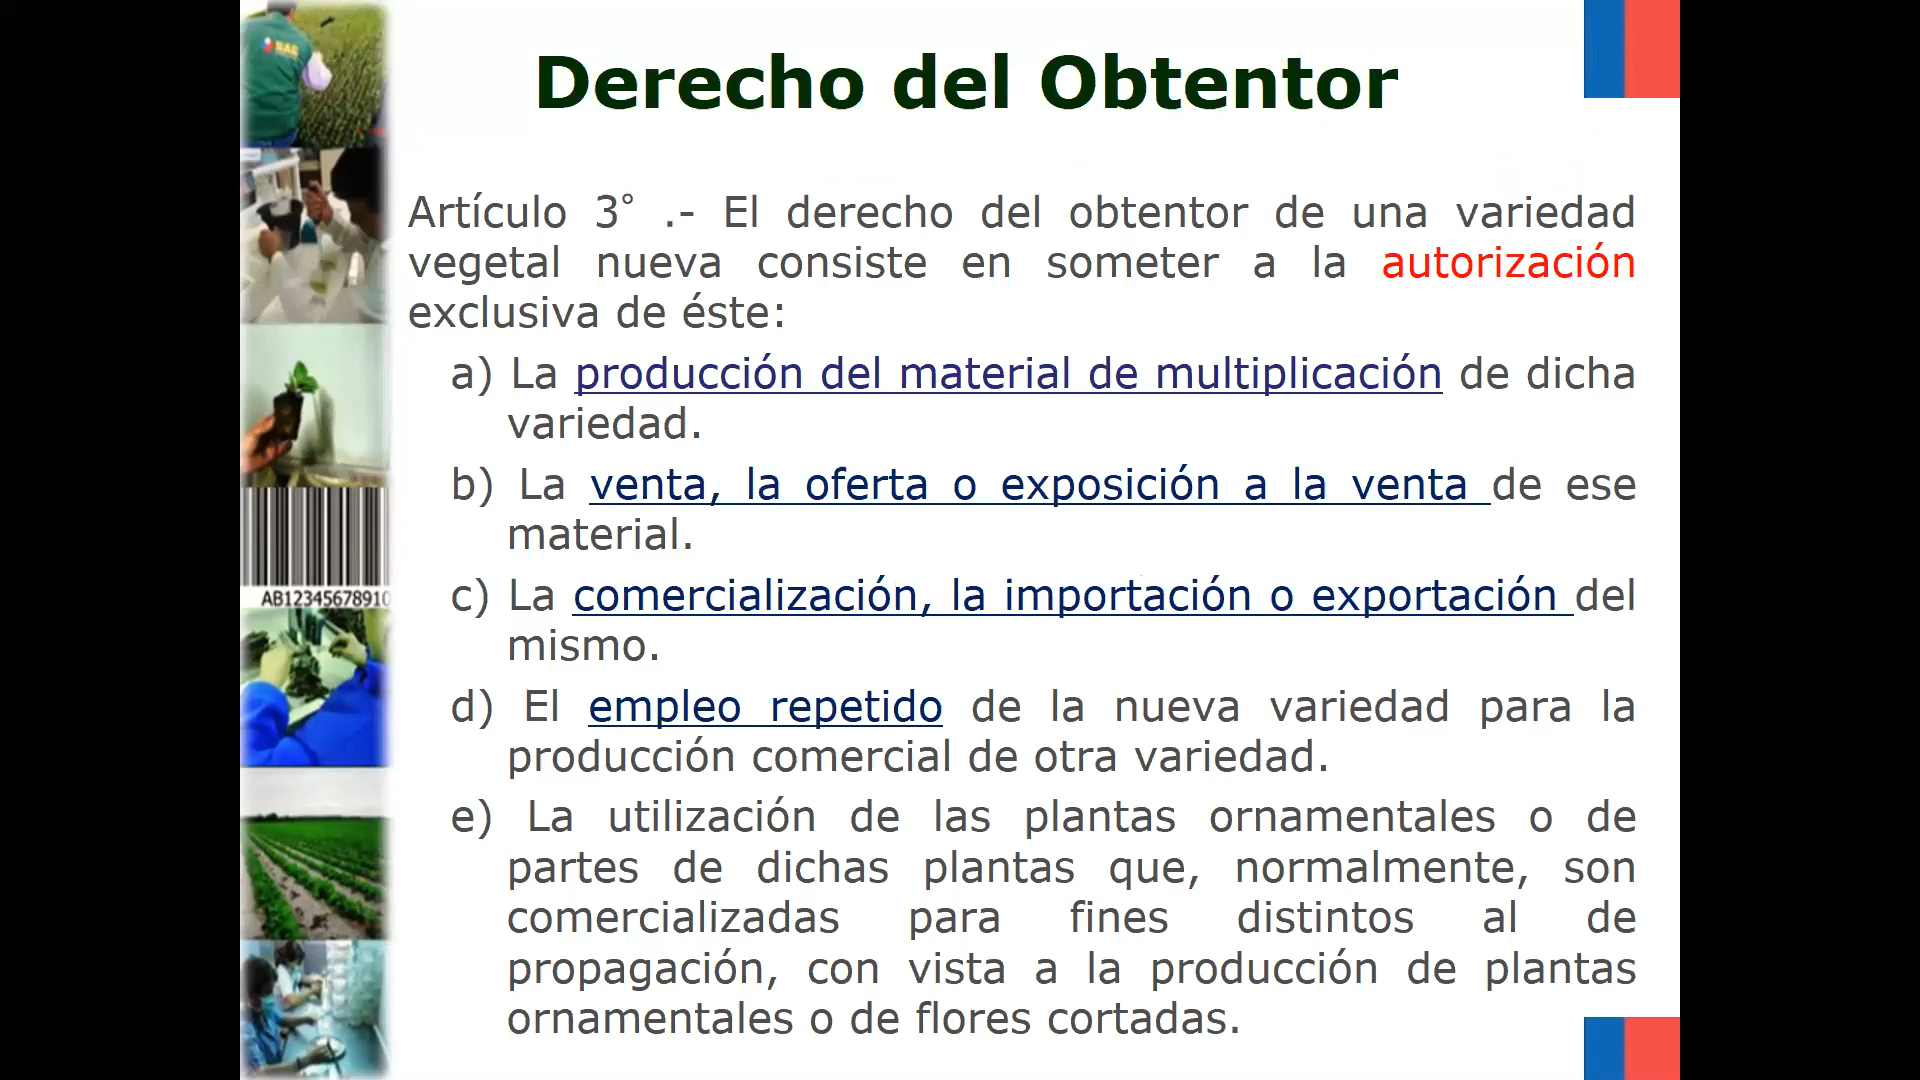 Derecho del Obtentor
Artículo 3° .- El derecho del obtentor de una variedad
vegetal nueva consiste en someter a la autorización
exclusiva de éste:
a) La producción del material de multiplicación de dicha
variedad.
b) La venta, la oferta o exposición a la venta de ese
material.
c) La comercialización, la importación o exportación del
mismo.
d) El empleo repetido de la nueva variedad para la
producción comercial de otra variedad.
e) La utilización de las plantas ornamentales o de
partes de dichas plantas que, normalmente, son
comercializadas para fines distintos al de
propagación, con vista a la producción de plantas
ornamentales o de flores cortadas.
SAG
AB12345678910